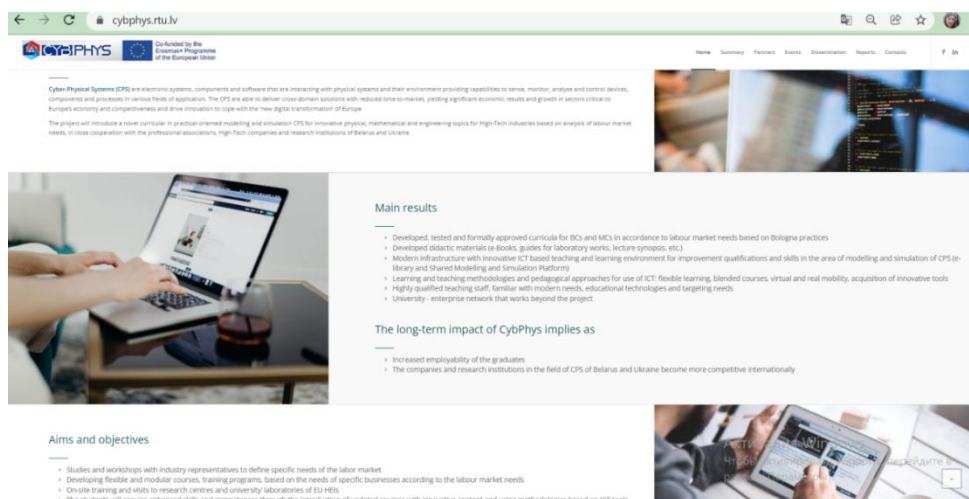 cybphys.rtu.lv
CYBPHYS
Co-funded by the
Erasmus+ Programme
of the European Union
Home Summary Partners Events Dissemination Reports Contacts
f in
Cyber-Physical Systems (CPS) are electronic systems, components and software that are interacting with physical systems and their environment providing capabilities to sense, monitor, analyse and control devices,
components and processes in various fields of application. The CPS are able to deliver cross-domain solutions with reduced time-to-market, yielding significant economic results and growth in sectors critical to
Europe's economy and competitiveness and drive innovation to cope with the new digital transformation of Europe.
The project will introduce a novel curricular in practical-oriented modelling and simulation CPS for innovative physical, mathematical and engineering topics for High-Tech industries based on analysis of labour market
needs, in close cooperation with the professional associations, High-Tech companies and research institutions of Belarus and Ukraine.
Main results
Developed, tested and formally approved curricula for BCs and MCs in accordance to labour market needs based on Bologna practices
Developed didactic materials (e-Books, guides for laboratory works, lecture synopsis, etc.)
Modern Infrastructure with Innovative ICT based teaching and learning environment for improvement qualifications and skills in the area of modelling and simulation of CPS (e-
library and Shared Modelling and Simulation Platform)
Learning and teaching methodologies and pedagogical approaches for use of ICT: flexible learning, blended courses, virtual and real mobility, acquisition of innovative tools
Highly qualified teaching staff, familiar with modern needs, educational technologies and targeting needs
University - enterprise network that works beyond the project
The long-term impact of CybPhys implies as
Increased employability of the graduates
The companies and research institutions in the field of CPS of Belarus and Ukraine become more competitive internationally
Aims and objectives
Studies and workshops with industry representatives to define specific needs of the labor market
Developing flexible and modular courses, training programs, based on the needs of specific businesses according to the labour market needs
On-site training and visits to research centres and university' laboratories of EU HEIs